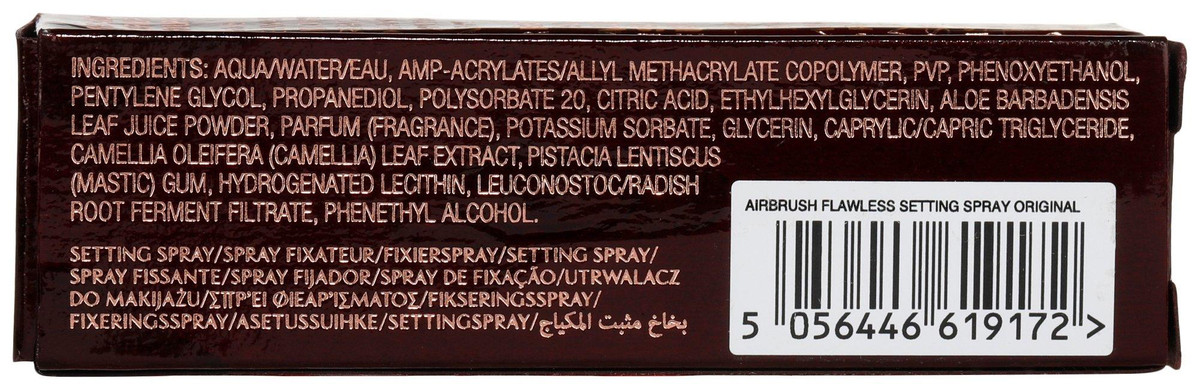 INGREDIENTS: AQUA/WATER/EAU, AMP-ACRYLATES/ALLYL METHACRYLATE COPOLYMER, PVP, PHENOXYETHANOL,
PENTYLENE GLYCOL, PROPANEDIOL, POLYSORBATE 20, CITRIC ACID, ETHYLHEXYLGLYCERIN, ALOE BARBADENSIS
LEAF JUICE POWDER, PARFUM (FRAGRANCE), POTASSIUM SORBATE, GLYCERIN, CAPRYLIC/CAPRIC TRIGLYCERIDE,
CAMELLIA OLEIFERA (CAMELLIA) LEAF EXTRACT, PISTACIA LENTISCUS
(MASTIC) GUM, HYDROGENATED LECITHIN, LEUCONOSTOC/RADISH
ROOT FERMENT FILTRATE, PHENETHYL ALCOHOL.
SETTING SPRAY/SPRAY FIXATEUR/FIXIERSPRAY/SETTING SPRAY/
SPRAY FISSANTE/SPRAY FIJADOR/SPRAY DE FIXAÇÃO/UTRWALACZ
DO MAKIJAŻU/ΣΠΡΈΙ ΦΙΕΑΡΊΣΜΑΤΟΣ/FIKSERINGSSPRAY/
FIXERINGSSPRAY/ASETUSSUIHKE/SETTINGSPRAY/بخاخ مثبت المكياج
AIRBRUSH FLAWLESS SETTING SPRAY ORIGINAL
5 056446 619172 >